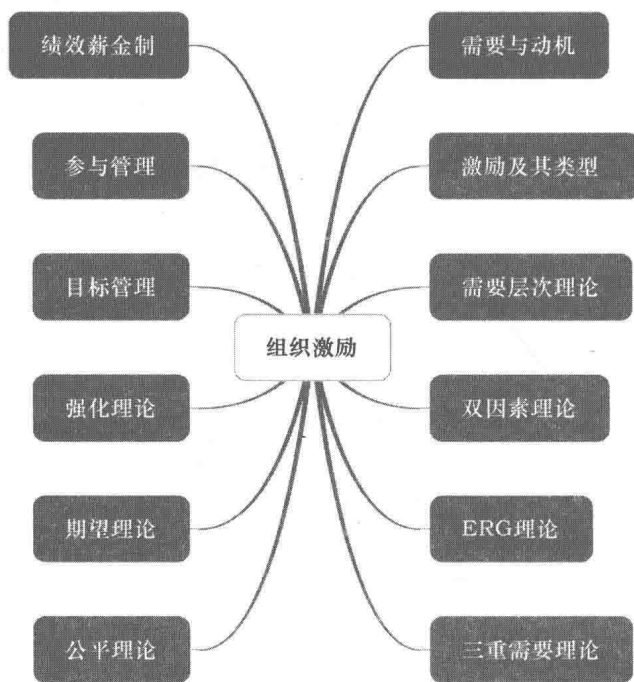 绩效薪金制
需要与动机
参与管理
激励及其类型
目标管理
需要层次理论
组织激励
强化理论
双因素理论
期望理论
ERG理论
公平理论
三重需要理论